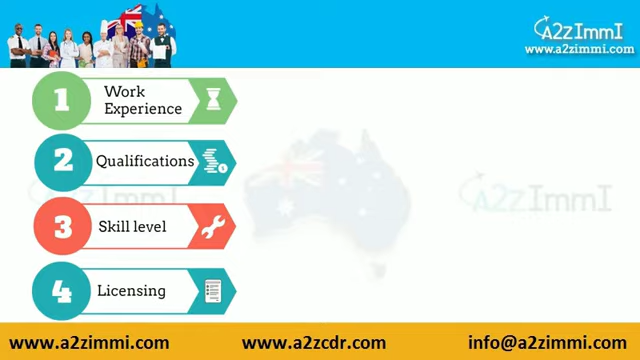 A2ZImmI
www.a2zimmi.com
1
Work
Experience
2
Qualifications
3
Skill level
4
Licensing
A2ZImmI
A2ZImmI
www.a2zimmi.com
www.a2zcdr.com
info@a2zimmi.com